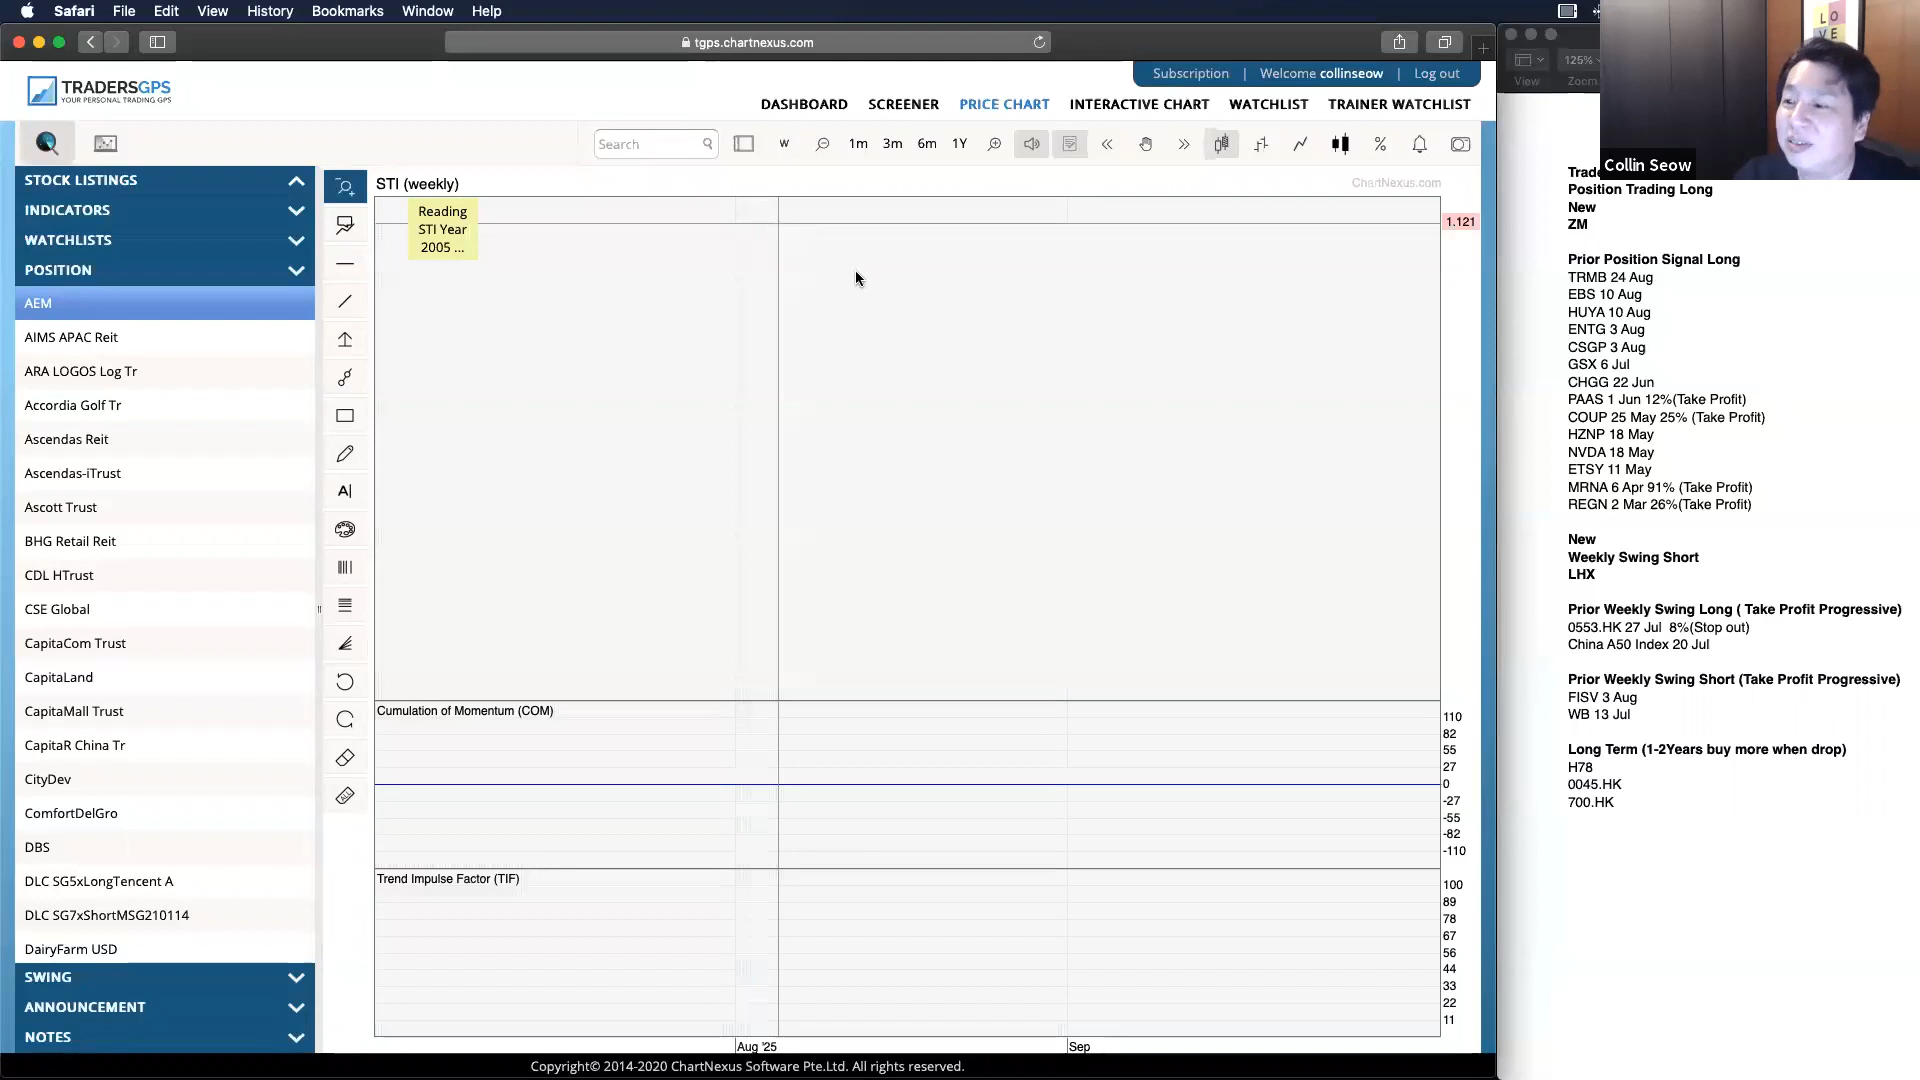 Safari File Edit View History Bookmarks Window Help
tgps.chartnexus.com
125%
View Zoom
LO
VE
Collin Seow
TRADERSGPS
YOUR PERSONAL TRADING GPS
Subscription | Welcome collinseow | Log out
DASHBOARD SCREENER PRICE CHART INTERACTIVE CHART WATCHLIST TRAINER WATCHLIST
Search W 1m 3m 6m 1Y %
STOCK LISTINGS
INDICATORS
WATCHLISTS
POSITION
AEM
AIMS APAC Reit
ARA LOGOS Log Tr
Accordia Golf Tr
Ascendas Reit
Ascendas-iTrust
Ascott Trust
BHG Retail Reit
CDL HTrust
CSE Global
CapitaCom Trust
CapitaLand
CapitaMall Trust
CapitaR China Tr
CityDev
ComfortDelGro
DBS
DLC SG5xLongTencent A
DLC SG7xShortMSG210114
DairyFarm USD
SWING
ANNOUNCEMENT
NOTES
A|
ALL
STI (weekly)
ChartNexus.com
Reading
STI Year
2005 ...
1.121
Cumulation of Momentum (COM)
110
82
55
27
0
-27
-55
-82
-110
Trend Impulse Factor (TIF)
100
89
78
67
56
44
33
22
11
Aug '25 Sep
Copyright© 2014-2020 ChartNexus Software Pte.Ltd. All rights reserved.
Position Trading Long
New
ZM
Prior Position Signal Long
TRMB 24 Aug
EBS 10 Aug
HUYA 10 Aug
ENTG 3 Aug
CSGP 3 Aug
GSX 6 Jul
CHGG 22 Jun
PAAS 1 Jun 12%(Take Profit)
COUP 25 May 25% (Take Profit)
HZNP 18 May
NVDA 18 May
ETSY 11 May
MRNA 6 Apr 91% (Take Profit)
REGN 2 Mar 26%(Take Profit)
New
Weekly Swing Short
LHX
Prior Weekly Swing Long ( Take Profit Progressive)
0553.HK 27 Jul 8%(Stop out)
China A50 Index 20 Jul
Prior Weekly Swing Short (Take Profit Progressive)
FISV 3 Aug
WB 13 Jul
Long Term (1-2Years buy more when drop)
H78
0045.HK
700.HK